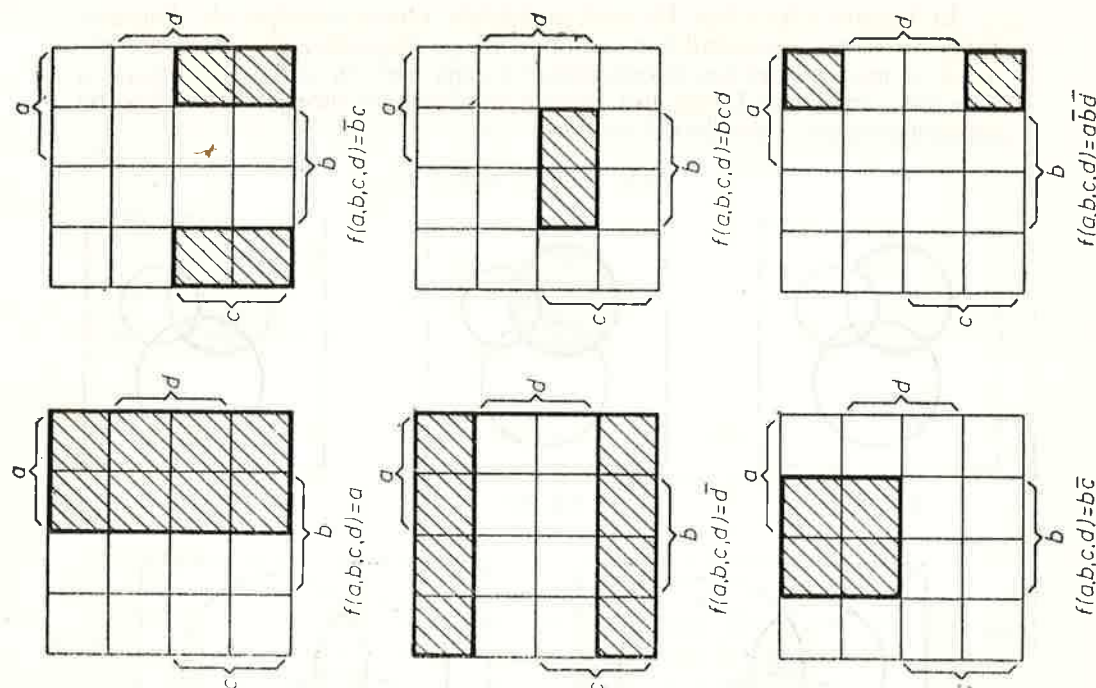 a
d
b
c
f(a,b,c,d)=a
a
d
b
c
f(a,b,c,d)=b̄c
a
d
b
c
f(a,b,c,d)=d̄
a
d
b
c
f(a,b,c,d)=bcd
a
d
b
c
f(a,b,c,d)=bc̄
a
d
b
c
f(a,b,c,d)=ab̄d̄